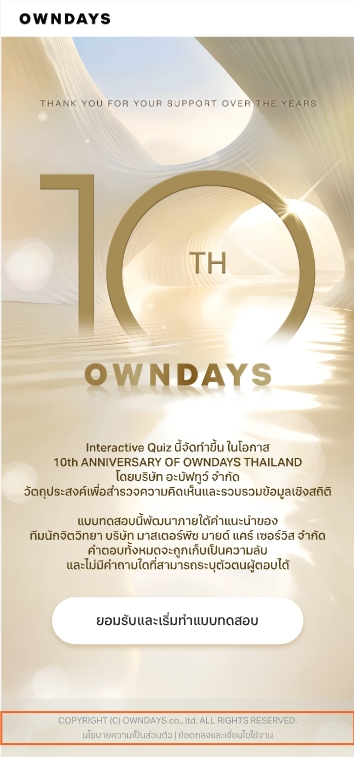 OWNDAYS
THANK YOU FOR YOUR SUPPORT OVER THE YEARS
10
TH
OWNDAYS
Interactive Quiz นี้จัดทำขึ้น ในโอกาส
10th ANNIVERSARY OF OWNDAYS THAILAND
โดยบริษัท อะบัฟทูว์ จำกัด
วัตถุประสงค์เพื่อสำรวจความคิดเห็นและรวบรวมข้อมูลเชิงสถิติ
แบบทดสอบนี้พัฒนาภายใต้คำแนะนำของ
ทีมนักจิตวิทยา บริษัท มาสเตอร์พีซ มายด์ แคร์ เซอร์วิส จำกัด
คำตอบทั้งหมดจะถูกเก็บเป็นความลับ
และไม่มีคำถามใดที่สามารถระบุตัวตนผู้ตอบได้
ยอมรับและเริ่มทำแบบทดสอบ
COPYRIGHT (C) OWNDAYS co., ltd. ALL RIGHTS RESERVED.
นโยบายความเป็นส่วนตัว | ข้อตกลงและเงื่อนไขใช้งาน